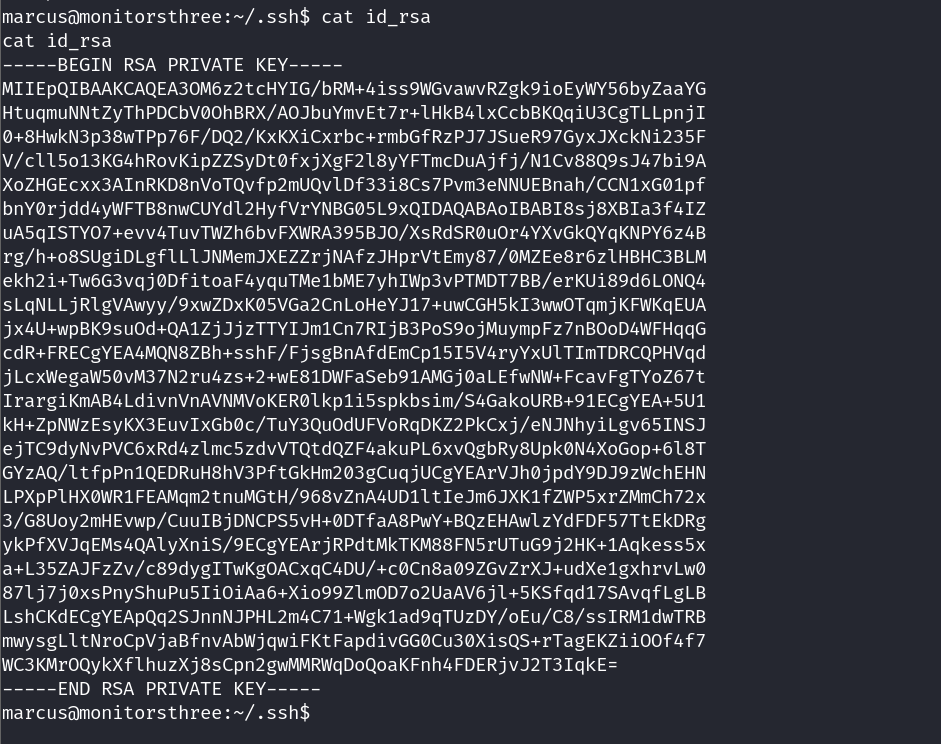 marcus@monitorsthree:~/.ssh$ cat id_rsa
cat id_rsa
-----BEGIN RSA PRIVATE KEY-----
MIIEpQIBAAKCAQEA3OM6z2tcHYIG/bRM+4iss9WGvawvRZgk9ioEyWY56byZaaYG
HtuqmuNNtZyThPDCbV0OhBRX/AOJbuYmvEt7r+lHkB4lxCcbBKQqiU3CgTLLpnjI
0+8HwkN3p38wTPp76F/DQ2/KxKXiCxrbc+rmbGfRzPJ7JSueR97GyxJXckNi235F
V/cll5o13KG4hRovKipZZSyDt0fxjXgF2l8yYFTmcDuAjfj/N1Cv88Q9sJ47bi9A
XoZHGEcxx3AInRKD8nVoTQvfp2mUQvlDf33i8Cs7Pvm3eNNUEBnah/CCN1xG01pf
bnY0rjdd4yWFTB8nwCUYdl2HyfVrYNBG05L9xQIDAQABAoIBABI8sj8XBIa3f4IZ
uA5qISTYO7+evv4TuvTWZh6bvFXWRA395BJO/XsRdSR0uOr4YXvGkQYqKNPY6z4B
rg/h+o8SUgiDLgflLlJNMemJXEZZrjNAfzJHprVtEmy87/0MZEe8r6zlHBHC3BLM
ekh2i+Tw6G3vqj0DfitoaF4yquTMe1bME7yhIWp3vPTMDT7BB/erKUi89d6LONQ4
sLqNLLjRlgVAwyy/9xwZDxK05VGa2CnLoHeYJ17+uwCGH5kI3wwOTqmjKFWKqEUA
jx4U+wpBK9suOd+QA1ZjJjzTTYIJm1Cn7RIjB3PoS9ojMuympFz7nBOoD4WFHqqG
cdR+FRECgYEA4MQN8ZBh+sshF/FjsgBnAfdEmCp15I5V4ryYxUlTImTDRCQPHVqd
jLcxWegaW50vM37N2ru4zs+2+wE81DWFaSeb91AMGj0aLEfwNW+FcavFgTYoZ67t
IrargiKmAB4LdivnVnAVNMVoKER0lkp1i5spkbsim/S4GakoURB+91ECgYEA+5U1
kH+ZpNWzEsyKX3EuvIxGb0c/TuY3QuOdUFVoRqDKZ2PkCxj/eNJNhyiLgv65INSJ
ejTC9dyNvPVC6xRd4zlmc5zdvVTQtdQZF4akuPL6xvQgbRy8Upk0N4XoGop+6l8T
GYzAQ/ltfpPn1QEDRuH8hV3PftGkHm203gCuqjUCgYEArVJh0jpdY9DJ9zWchEHN
LPXpPlHX0WR1FEAMqm2tnuMGtH/968vZnA4UD1ltIeJm6JXK1fZWP5xrZMmCh72x
3/G8Uoy2mHEvwp/CuuIBjDNCPS5vH+0DTfaA8PwY+BQzEHAwlzYdFDF57TtEkDRg
ykPfXVJqEMs4QAlyXniS/9ECgYEArjRPdtMkTKM88FN5rUTuG9j2HK+1Aqkess5x
a+L35ZAJFzZv/c89dygITwKgOACxqC4DU/+c0Cn8a09ZGvZrXJ+udXe1gxhrvLw0
87lj7j0xsPnyShuPu5IiOiAa6+Xio99ZlmOD7o2UaAV6jl+5KSfqd17SAvqfLgLB
LshCKdECgYEApQq2SJnnNJPHL2m4C71+Wgk1ad9qTUzDY/oEu/C8/ssIRM1dwTRB
mwysgLltNroCpVjaBfnvAbWjqwiFKtFapdivGG0Cu30XisQS+rTagEKZiiOOf4f7
WC3KMrOQykXflhuzXj8sCpn2gwMMRWqDoQoaKFnh4FDERjvJ2T3IqkE=
-----END RSA PRIVATE KEY-----
marcus@monitorsthree:~/.ssh$